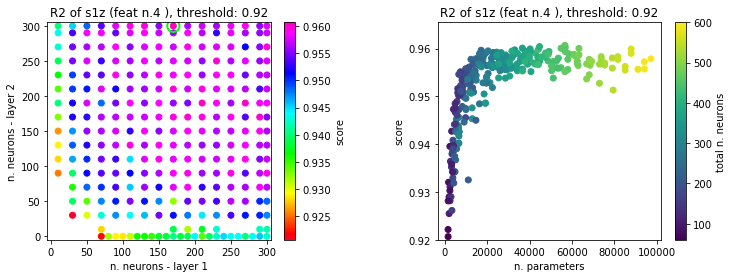 R2 of s1z (feat n.4 ), threshold: 0.92
300
250
200
150
100
50
0
n. neurons - layer 2
0 50 100 150 200 250 300
n. neurons - layer 1
0.960
0.955
0.950
0.945
0.940
0.935
0.930
0.925
score
R2 of s1z (feat n.4 ), threshold: 0.92
0.96
0.95
0.94
0.93
0.92
score
0 20000 40000 60000 80000 100000
n. parameters
600
500
400
300
200
100
total n. neurons